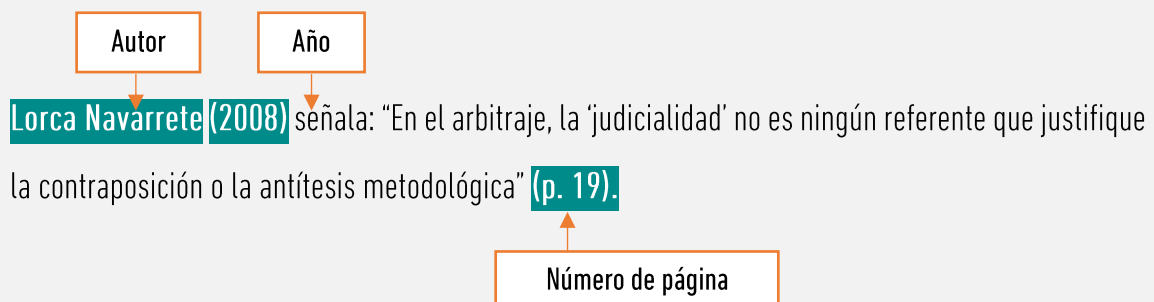 Autor Año
Lorca Navarrete (2008) señala: “En el arbitraje, la ‘judicialidad’ no es ningún referente que justifique
la contraposición o la antítesis metodológica” (p. 19).
Número de página